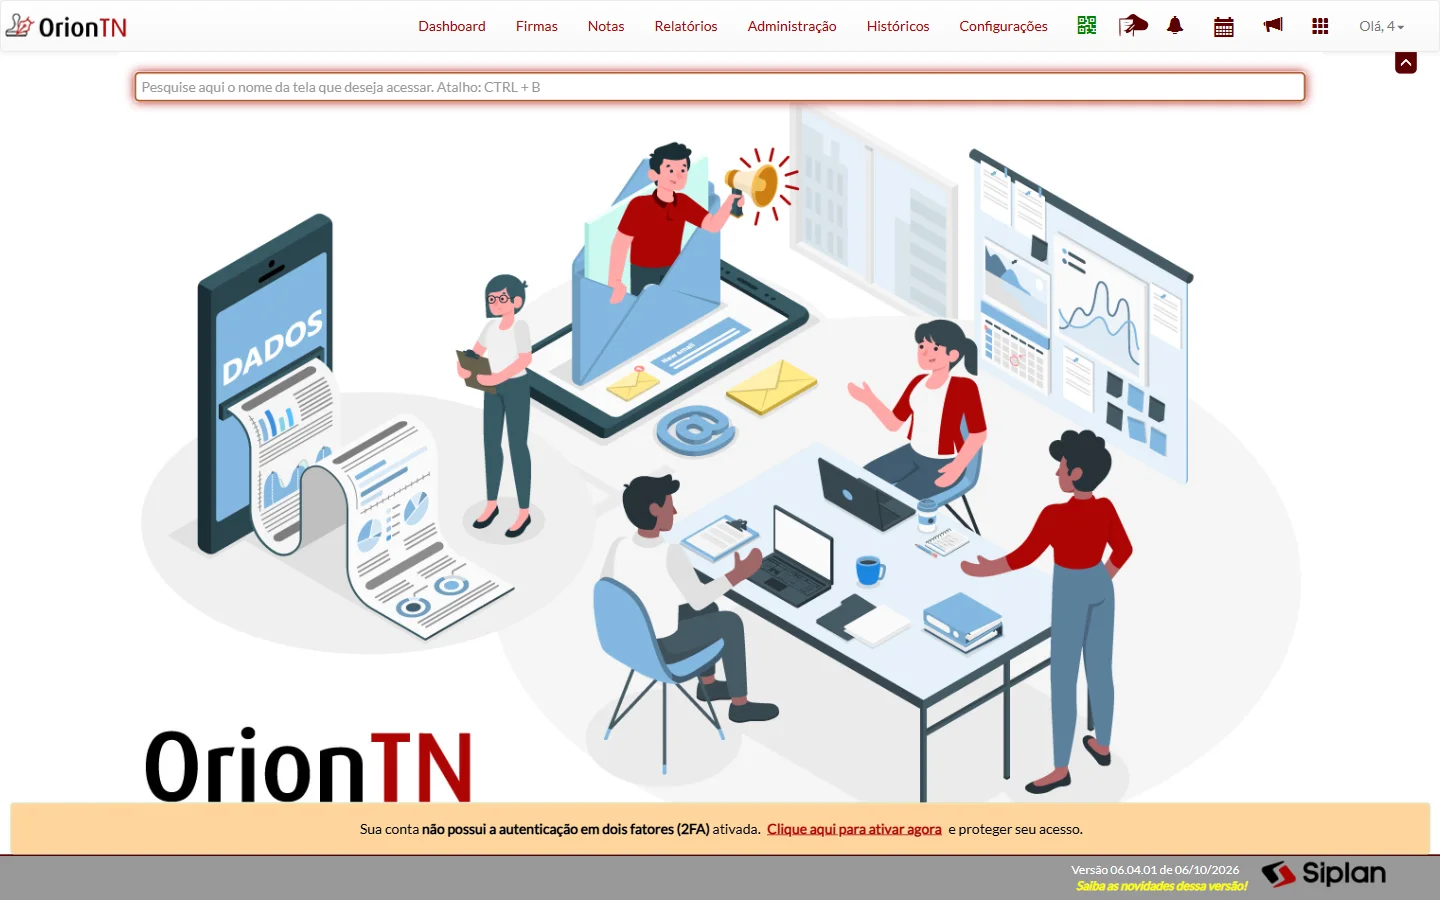 OrionTN
Dashboard Firmas Notas Relatórios Administração Históricos Configurações Olá, 4
Pesquise aqui o nome da tela que deseja acessar. Atalho: CTRL + B
DADOS
New email
@
OrionTN
Sua conta não possui a autenticação em dois fatores (2FA) ativada. Clique aqui para ativar agora e proteger seu acesso.
Versão 06.04.01 de 06/10/2026
Saiba as novidades dessa versão!
Siplan